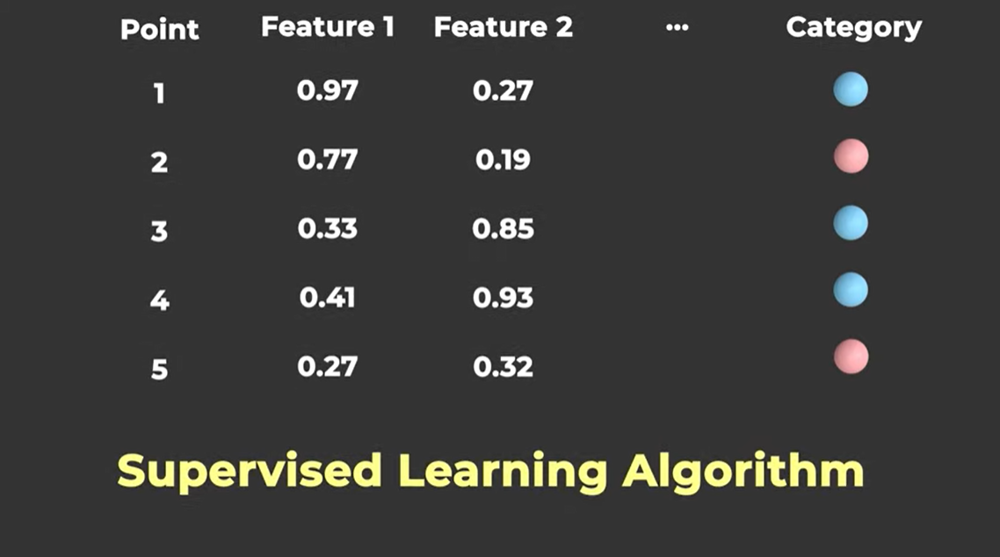 Point Feature 1 Feature 2 ... Category
1 0.97 0.27
2 0.77 0.19
3 0.33 0.85
4 0.41 0.93
5 0.27 0.32
Supervised Learning Algorithm